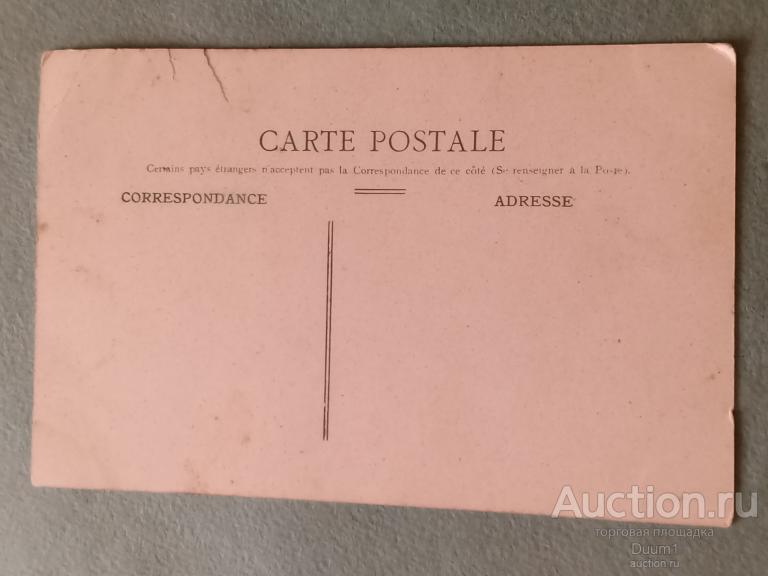 CARTE POSTALE
Certains pays étrangers n'acceptent pas la Correspondance de ce côté (Se renseigner à la Poste).
CORRESPONDANCE
ADRESSE
Auction.ru
торговая площадка
Duum1
auction.ru